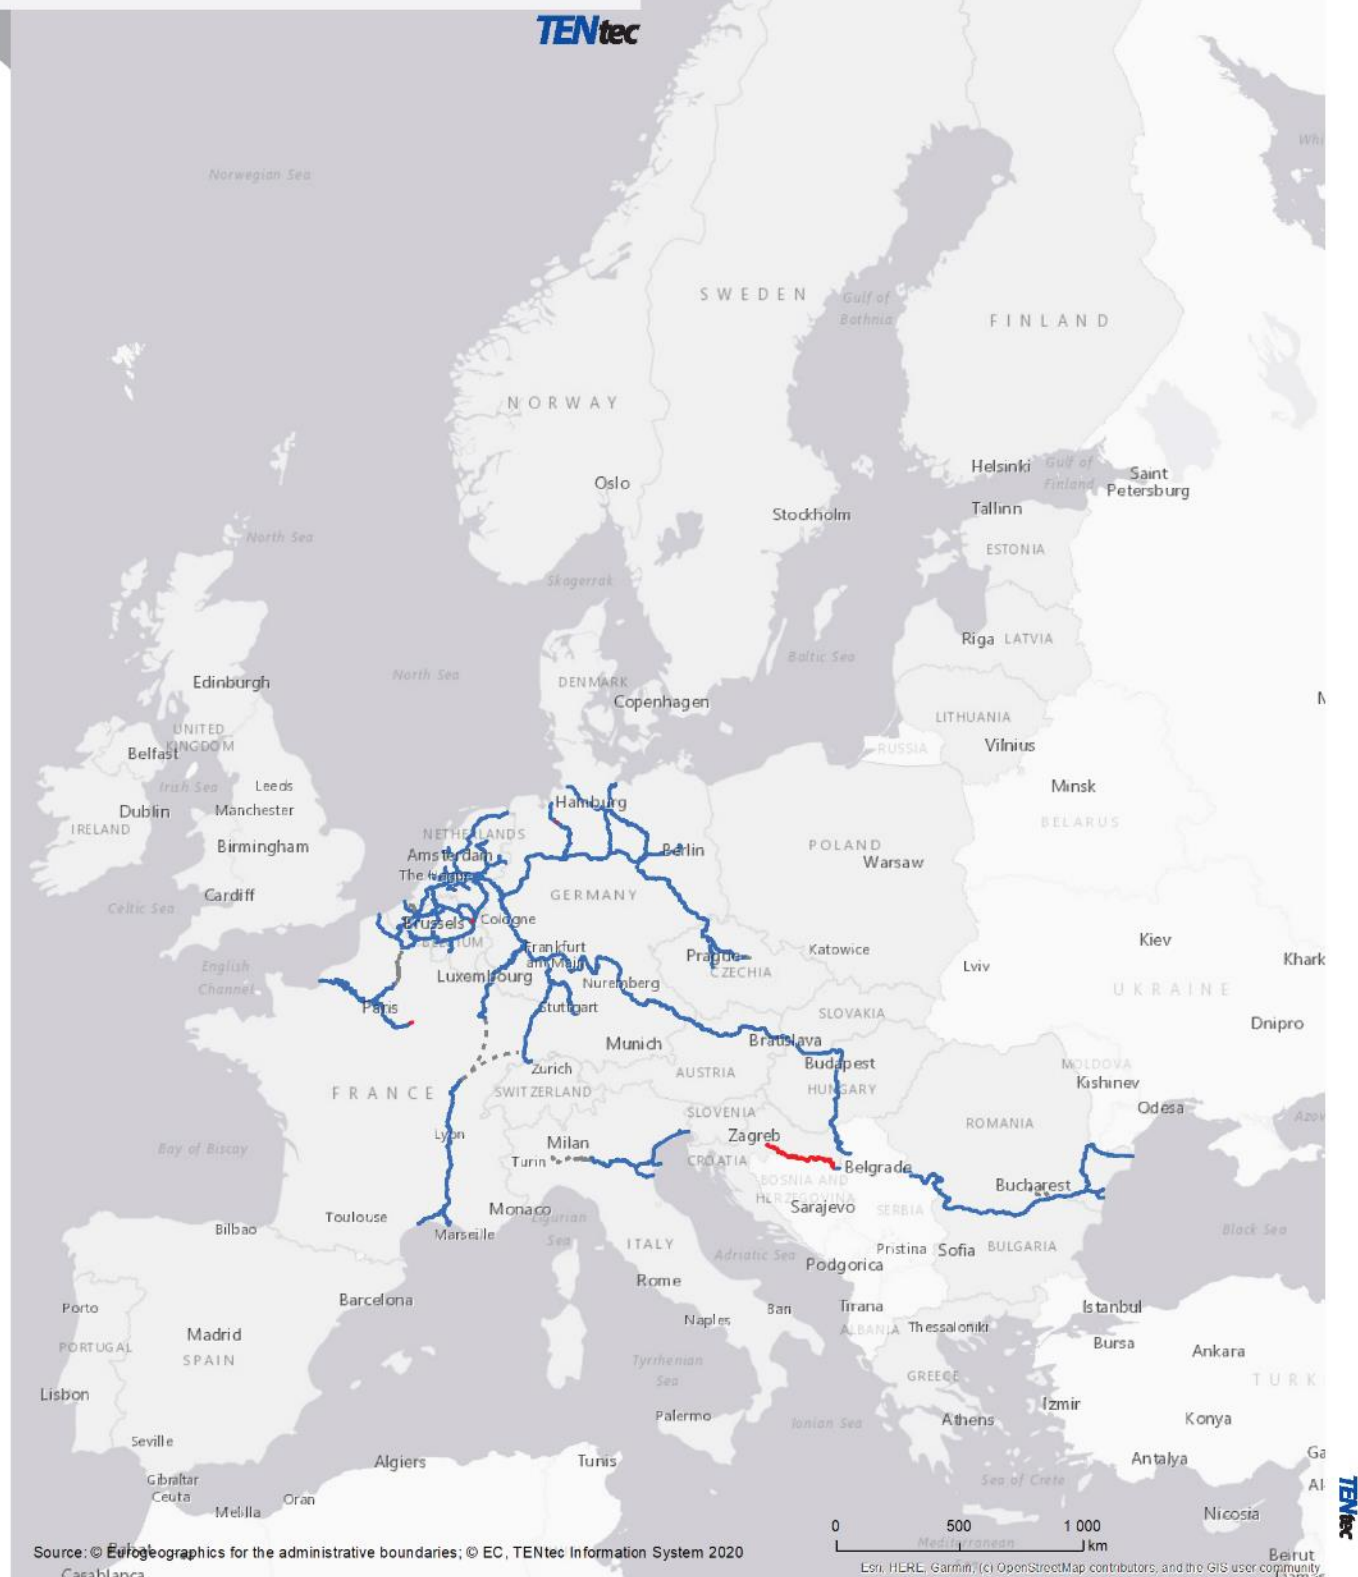 TENtec
Whi
Norwegian Sea
SWEDEN
Gulf of
Bothnia
FINLAND
NORWAY
Helsinki
Gulf of
Finland
Saint
Petersburg
Oslo
Stockholm
Tallinn
North Sea
ESTONIA
Skagerrak
Riga
LATVIA
Baltic Sea
North Sea
Edinburgh
DENMARK
Copenhagen
LITHUANIA
UNITED
KINGDOM
Belfast
RUSSIA
Vilnius
Irish Sea
Leeds
Minsk
Dublin
Manchester
Hamburg
IRELAND
NETHERLANDS
BELARUS
Birmingham
Amsterdam
Berlin
POLAND
Warsaw
The Hague
Cardiff
GERMANY
Celtic Sea
Brussels
Cologne
BELGIUM
Kiev
English
Channel
Frankfurt
am Main
Prague
Katowice
Lviv
Khark
Luxembourg
CZECHIA
Nuremberg
UKRAINE
Paris
Stuttgart
SLOVAKIA
Dnipro
Munich
Bratislava
Zurich
Budapest
MOLDOVA
AUSTRIA
Kishinev
FRANCE
SWITZERLAND
HUNGARY
SLOVENIA
Odesa
Azov
ROMANIA
Lyon
Zagreb
Bay of Biscay
Milan
Turin
CROATIA
Belgrade
BOSNIA AND
HERZEGOVINA
Bucharest
Monaco
Sarajevo
SERBIA
Toulouse
Ligurian
Sea
Bilbao
Marseille
Black Sea
ITALY
Adriatic Sea
Pristina
Sofia
BULGARIA
Podgorica
Rome
Barcelona
Porto
Bari
Tirana
Istanbul
Naples
ALBANIA
Thessaloniki
Madrid
Bursa
PORTUGAL
Ankara
SPAIN
Tyrrhenian
Sea
GREECE
TURK
Lisbon
Izmir
Palermo
Ionian Sea
Athens
Konya
Seville
Algiers
Tunis
Antalya
Ga
Gibraltar
Ceuta
Sea of Crete
Al
Oran
Melilla
Nicosia
TENtec
0 500 1 000
km
Mediterranean
Source: © Eurogeographics for the administrative boundaries; © EC, TENtec Information System 2020
Beirut
Esri, HERE, Garmin, (c) OpenStreetMap contributors, and the GIS user community
Casablanca